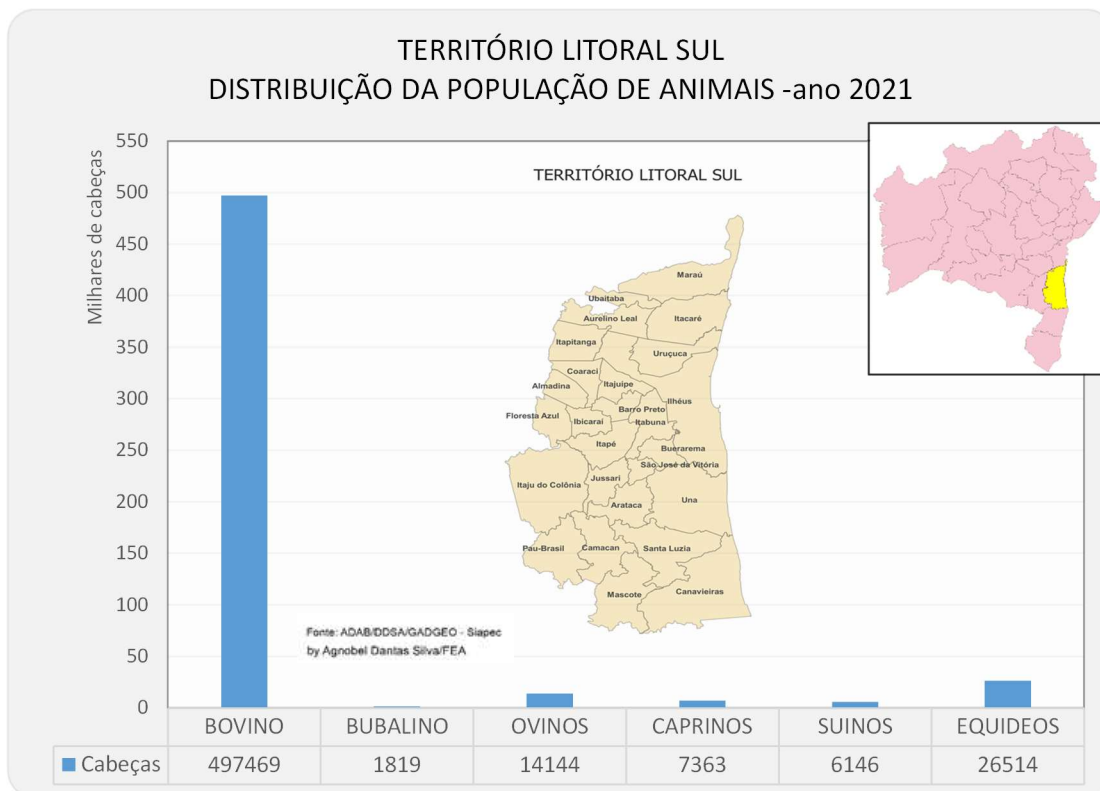 TERRITÓRIO LITORAL SUL
DISTRIBUIÇÃO DA POPULAÇÃO DE ANIMAIS -ano 2021
Milhares de cabeças
550
500
450
400
350
300
250
200
150
100
50
0
TERRITÓRIO LITORAL SUL
Maraú
Ubaitaba
Aurelino Leal
Itacaré
Itapitanga
Uruçuca
Coaraci
Almadina
Itajuípe
Ilhéus
Barro Preto
Floresta Azul
Ibicaraí
Itabuna
Itapé
Buerarema
São José da Vitória
Jussari
Itaju do Colônia
Una
Arataca
Pau-Brasil
Camacan
Santa Luzia
Mascote
Canavieiras
Fonte: ADAB/DDSA/GADGEO - Siapec
by Agnobel Dantas Silva/FEA
BOVINO BUBALINO OVINOS CAPRINOS SUINOS EQUIDEOS
Cabeças 497469 1819 14144 7363 6146 26514